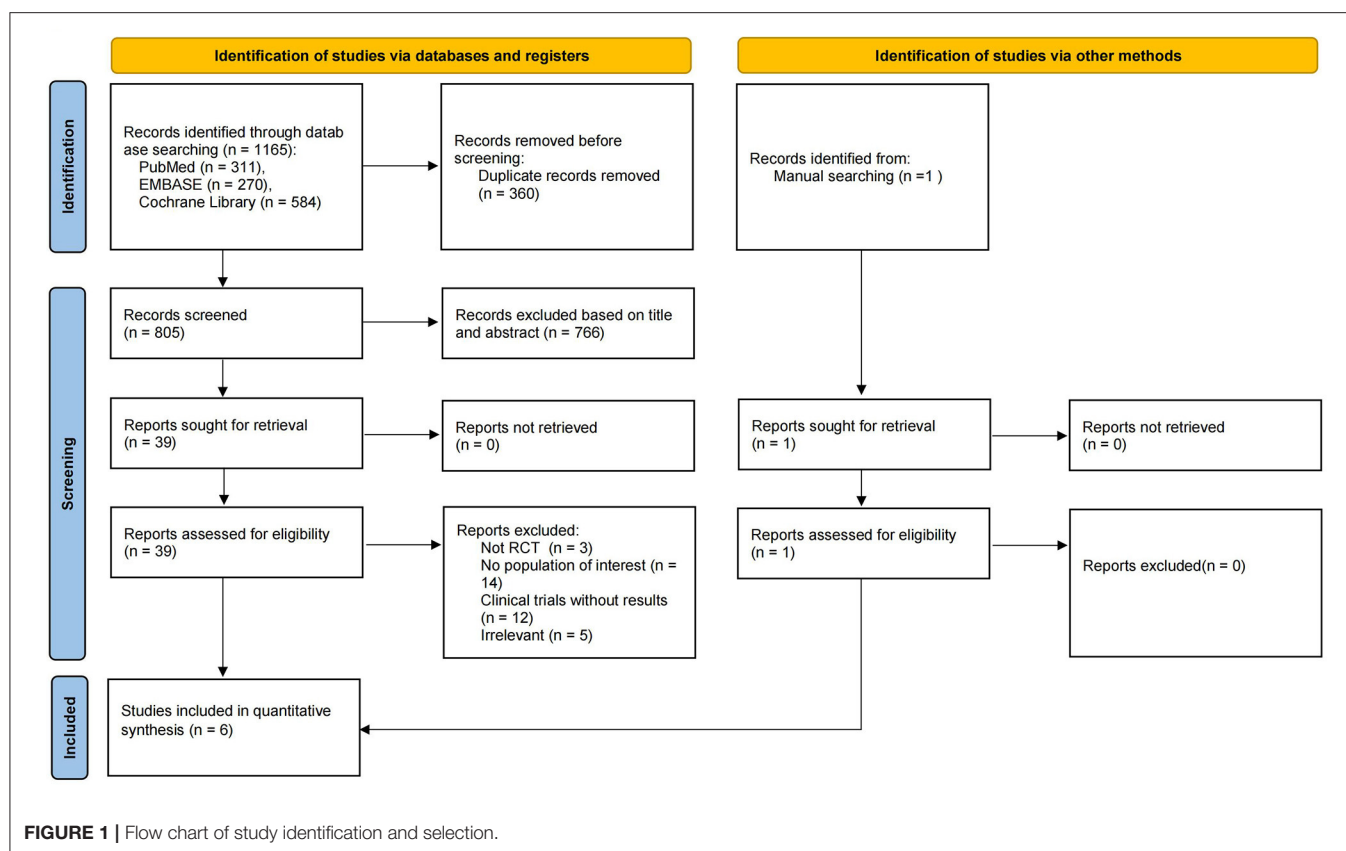 Identification of studies via databases and registers
Identification of studies via other methods
Identification
Records identified through datab
ase searching (n = 1165):
PubMed (n = 311),
EMBASE (n = 270),
Cochrane Library (n = 584)
Records removed before
screening:
Duplicate records removed
(n = 360)
Records identified from:
Manual searching (n =1 )
Screening
Records screened
(n = 805)
Records excluded based on title
and abstract (n = 766)
Reports sought for retrieval
(n = 39)
Reports not retrieved
(n = 0)
Reports sought for retrieval
(n = 1)
Reports not retrieved
(n = 0)
Reports assessed for eligibility
(n = 39)
Reports excluded:
Not RCT  (n = 3)
No population of interest (n =
14)
Clinical trials without results
(n = 12)
Irrelevant (n = 5)
Reports assessed for eligibility
(n = 1)
Reports excluded(n = 0)
Included
Studies included in quantitative
synthesis (n = 6)
FIGURE 1 | Flow chart of study identification and selection.